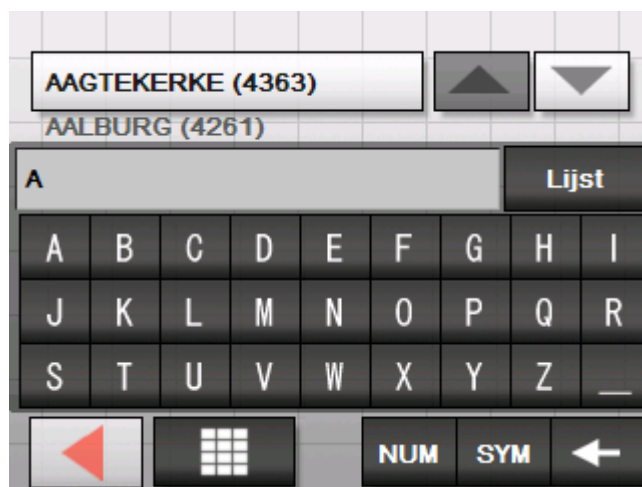 AAGTEKERKE (4363)
AALBURG (4261)
A
Lijst
A B C D E F G H I
J K L M N O P Q R
S T U V W X Y Z _
NUM SYM